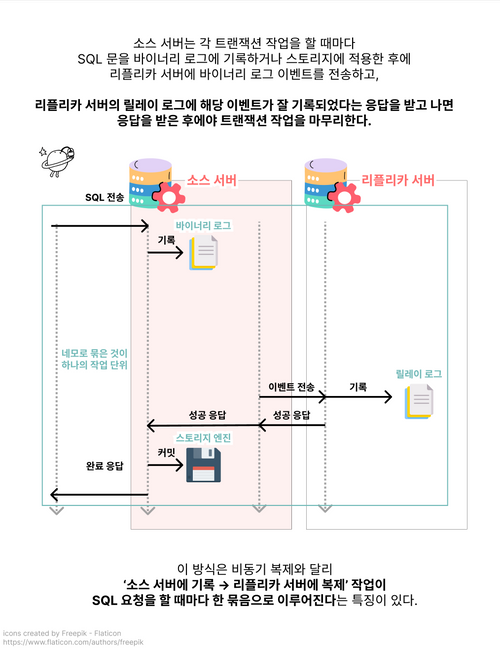 소스 서버는 각 트랜잭션 작업을 할 때마다
SQL 문을 바이너리 로그에 기록하거나 스토리지에 적용한 후에
리플리카 서버에 바이너리 로그 이벤트를 전송하고,
리플리카 서버의 릴레이 로그에 해당 이벤트가 잘 기록되었다는 응답을 받고 나면
응답을 받은 후에야 트랜잭션 작업을 마무리한다.
소스 서버
리플리카 서버
SQL 전송
바이너리 로그
기록
네모로 묶은 것이
하나의 작업 단위
릴레이 로그
이벤트 전송
기록
성공 응답
성공 응답
스토리지 엔진
커밋
완료 응답
이 방식은 비동기 복제와 달리
‘소스 서버에 기록 → 리플리카 서버에 복제’ 작업이
SQL 요청을 할 때마다 한 묶음으로 이루어진다는 특징이 있다.
icons created by Freepik - Flaticon
https://www.flaticon.com/authors/freepik